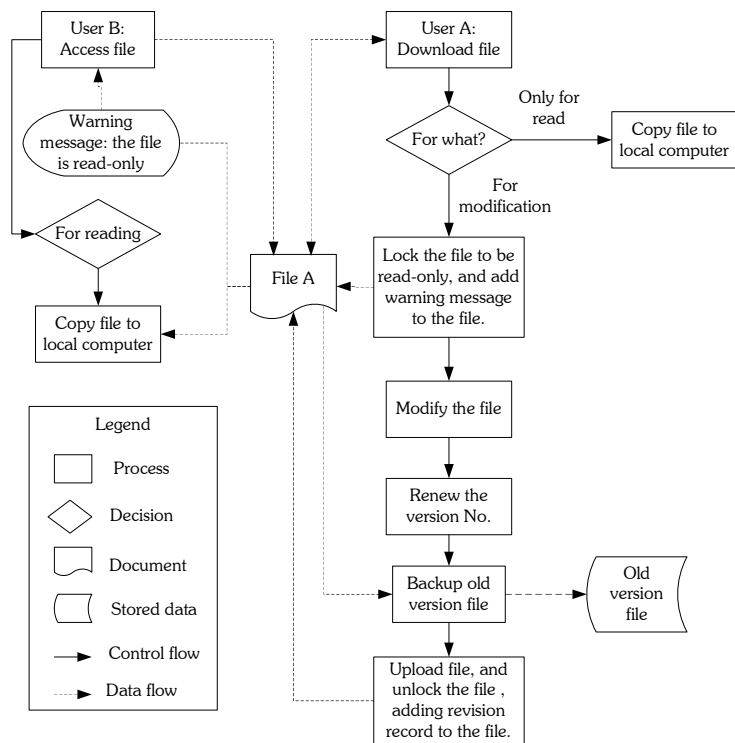 User B:
Access file
User A:
Download file
Warning
message: the file
is read-only
For what?
Only for
read
Copy file to
local computer
For
modification
For reading
File A
Lock the file to be
read-only, and add
warning message
to the file.
Copy file to
local computer
Modify the file
Legend
Process
Decision
Document
Stored data
Control flow
Data flow
Renew the
version No.
Backup old
version file
Old
version
file
Upload file, and
unlock the file ,
adding revision
record to the file.